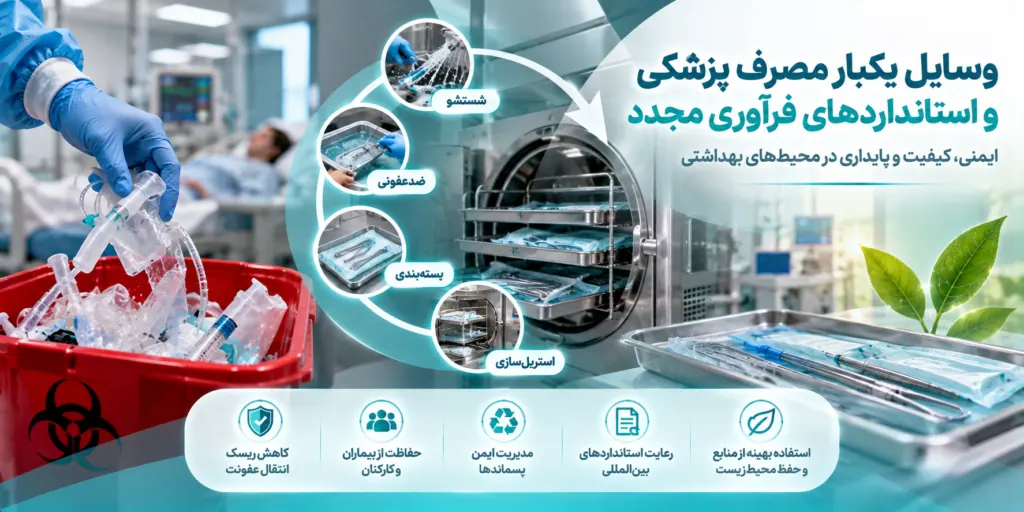 وسایل یکبار مصرف پزشکی
و استانداردهای فرآوری مجدد
ایمنی، کیفیت و پایداری در محیط‌های بهداشتی
شستشو
ضدعفونی
بسته‌بندی
استریل‌سازی
استفاده بهینه از منابع
و حفظ محیط‌زیست
رعایت استانداردهای
بین‌المللی
مدیریت ایمن
پسماندها
حفاظت از بیماران
و کارکنان
کاهش ریسک
انتقال عفونت